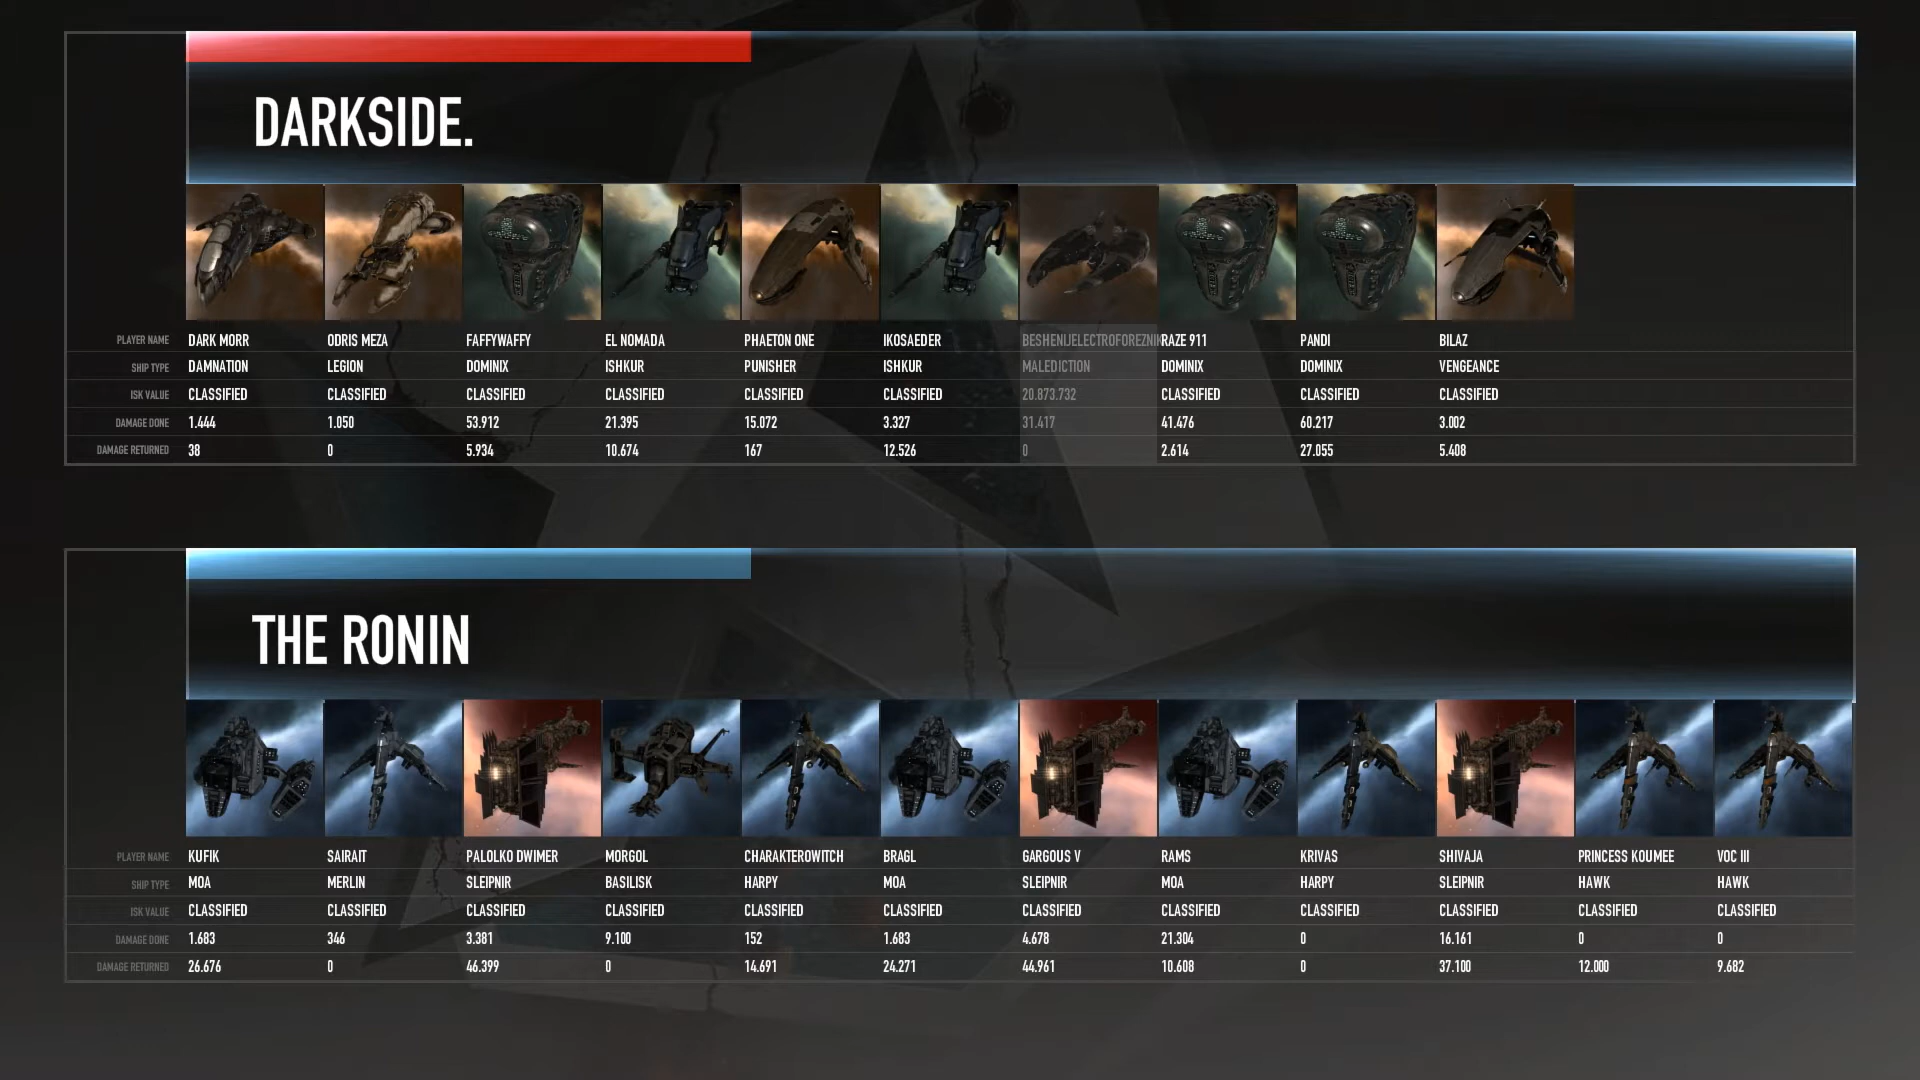 DARKSIDE.
PLAYER NAME DARK MORR ODRIS MEZA FAFFYWAFFY EL NOMADA PHAETON ONE IKOSAEDER BESHENIJELECTROFOREZNIK RAZE 911 PANDI BILAZ
SHIP TYPE DAMNATION LEGION DOMINIX ISHKUR PUNISHER ISHKUR MALEDICTION DOMINIX DOMINIX VENGEANCE
ISK VALUE CLASSIFIED CLASSIFIED CLASSIFIED CLASSIFIED CLASSIFIED CLASSIFIED 20.873.732 CLASSIFIED CLASSIFIED CLASSIFIED
DAMAGE DONE 1.444 1.050 53.912 21.395 15.072 3.327 31.417 41.476 60.217 3.002
DAMAGE RETURNED 38 0 5.934 10.674 167 12.526 0 2.614 27.055 5.408
THE RONIN
PLAYER NAME KUFIK SAIRAIT PALOLKO DWIMER MORGOL CHARAKTEROWITCH BRAGL GARGOUS V RAMS KRIVAS SHIVAJA PRINCESS KOUMEE VOC III
SHIP TYPE MOA MERLIN SLEIPNIR BASILISK HARPY MOA SLEIPNIR MOA HARPY SLEIPNIR HAWK HAWK
ISK VALUE CLASSIFIED CLASSIFIED CLASSIFIED CLASSIFIED CLASSIFIED CLASSIFIED CLASSIFIED CLASSIFIED CLASSIFIED CLASSIFIED CLASSIFIED CLASSIFIED
DAMAGE DONE 1.683 346 3.381 9.100 152 1.683 4.678 21.304 0 16.161 0 0
DAMAGE RETURNED 26.676 0 46.399 0 14.691 24.271 44.961 10.608 0 37.100 12.000 9.682